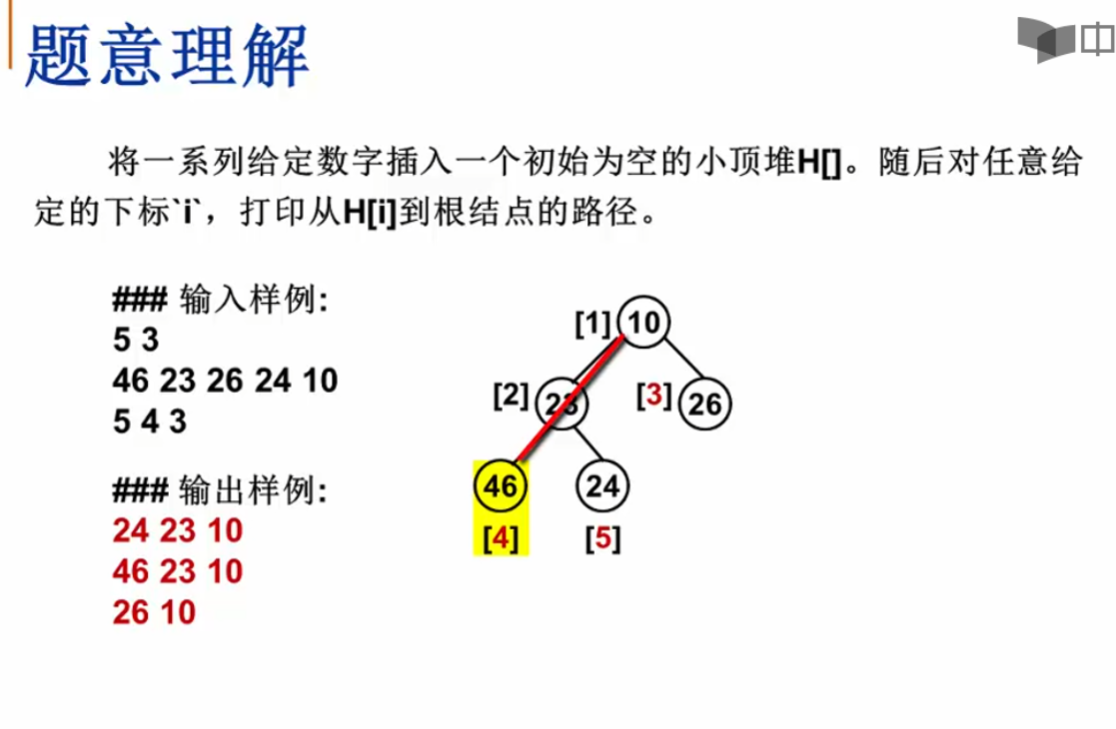 题意理解
中
将一系列给定数字插入一个初始为空的小顶堆H[]。随后对任意给
定的下标`i`，打印从H[i]到根结点的路径。
### 输入样例:
5 3
46 23 26 24 10
5 4 3
### 输出样例:
24 23 10
46 23 10
26 10
[1] 10
[2] 23 [3] 26
46 24
[4] [5]